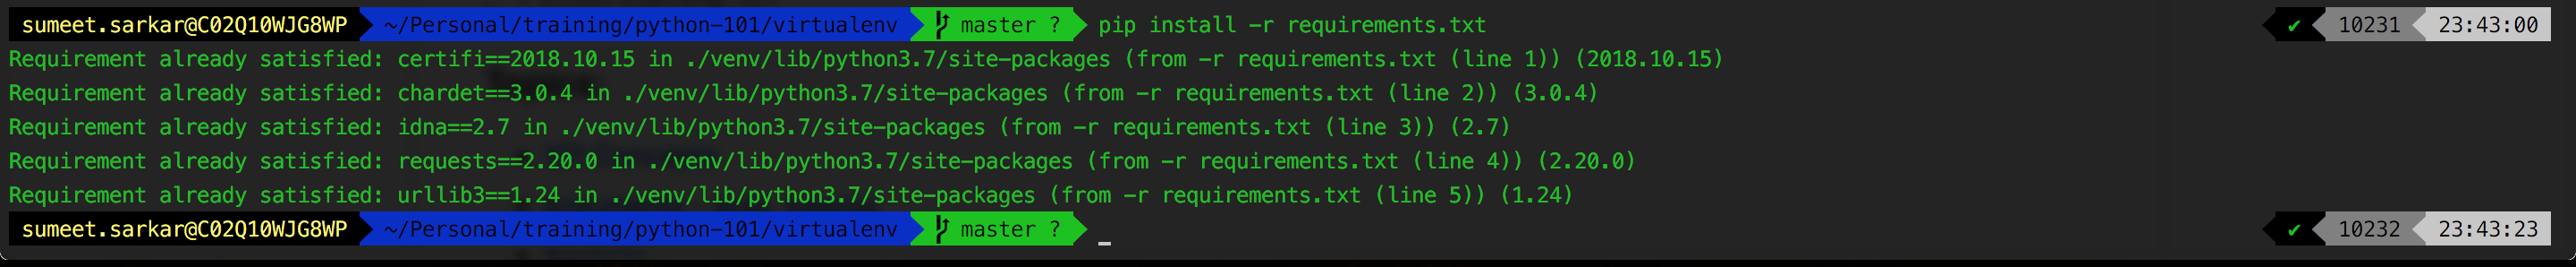 sumeet.sarkar@C02Q10WJG8WP ~/Personal/training/python-101/virtualenv master ? pip install -r requirements.txt ✔ 10231 23:43:00
Requirement already satisfied: certifi==2018.10.15 in ./venv/lib/python3.7/site-packages (from -r requirements.txt (line 1)) (2018.10.15)
Requirement already satisfied: chardet==3.0.4 in ./venv/lib/python3.7/site-packages (from -r requirements.txt (line 2)) (3.0.4)
Requirement already satisfied: idna==2.7 in ./venv/lib/python3.7/site-packages (from -r requirements.txt (line 3)) (2.7)
Requirement already satisfied: requests==2.20.0 in ./venv/lib/python3.7/site-packages (from -r requirements.txt (line 4)) (2.20.0)
Requirement already satisfied: urllib3==1.24 in ./venv/lib/python3.7/site-packages (from -r requirements.txt (line 5)) (1.24)
sumeet.sarkar@C02Q10WJG8WP ~/Personal/training/python-101/virtualenv master ? _ ✔ 10232 23:43:23